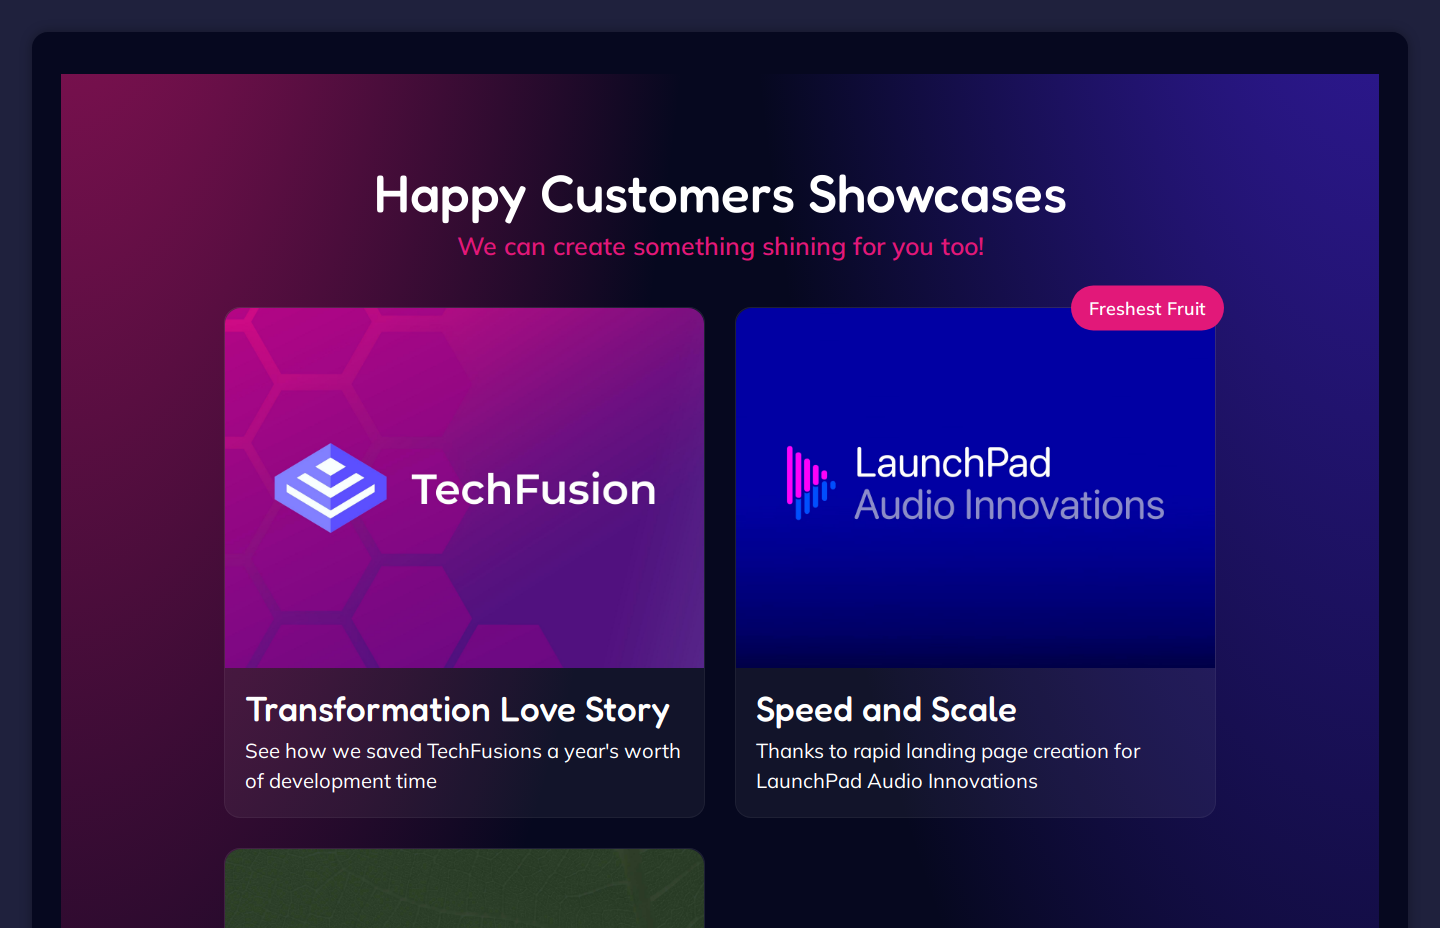 Happy Customers Showcases
We can create something shining for you too!
Freshest Fruit
TechFusion
LaunchPad
Audio Innovations
Transformation Love Story
See how we saved TechFusions a year's worth
of development time
Speed and Scale
Thanks to rapid landing page creation for
LaunchPad Audio Innovations